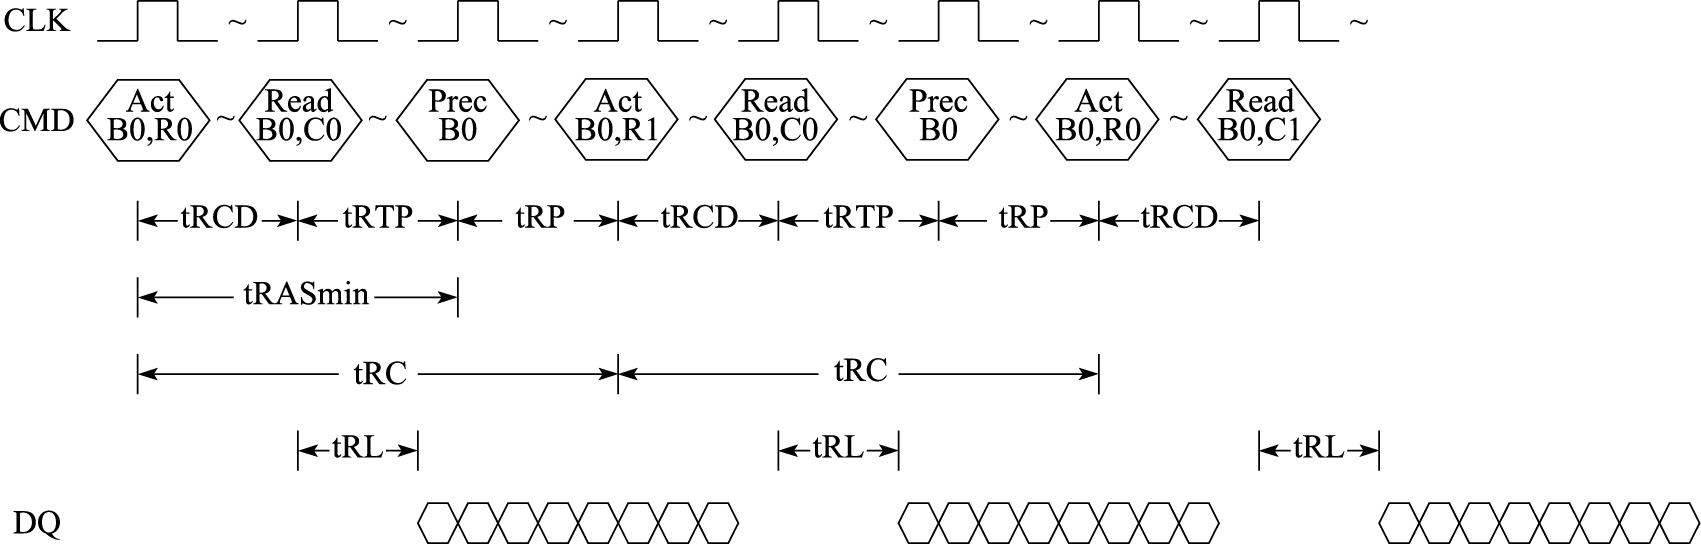 CLK ~ ~ ~ ~ ~ ~ ~ ~
CMD
Act
B0,R0
~
Read
B0,C0
~
Prec
B0
~
Act
B0,R1
~
Read
B0,C0
~
Prec
B0
~
Act
B0,R0
~
Read
B0,C1
tRCD tRTP tRP tRCD tRTP tRP tRCD
tRASmin
tRC tRC
tRL tRL tRL
DQ